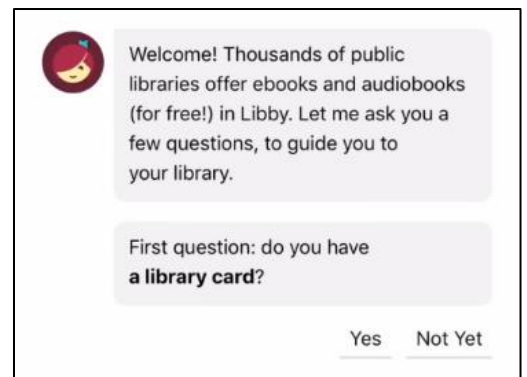 Welcome! Thousands of public
libraries offer ebooks and audiobooks
(for free!) in Libby. Let me ask you a
few questions, to guide you to
your library.
First question: do you have
a library card?
Yes Not Yet